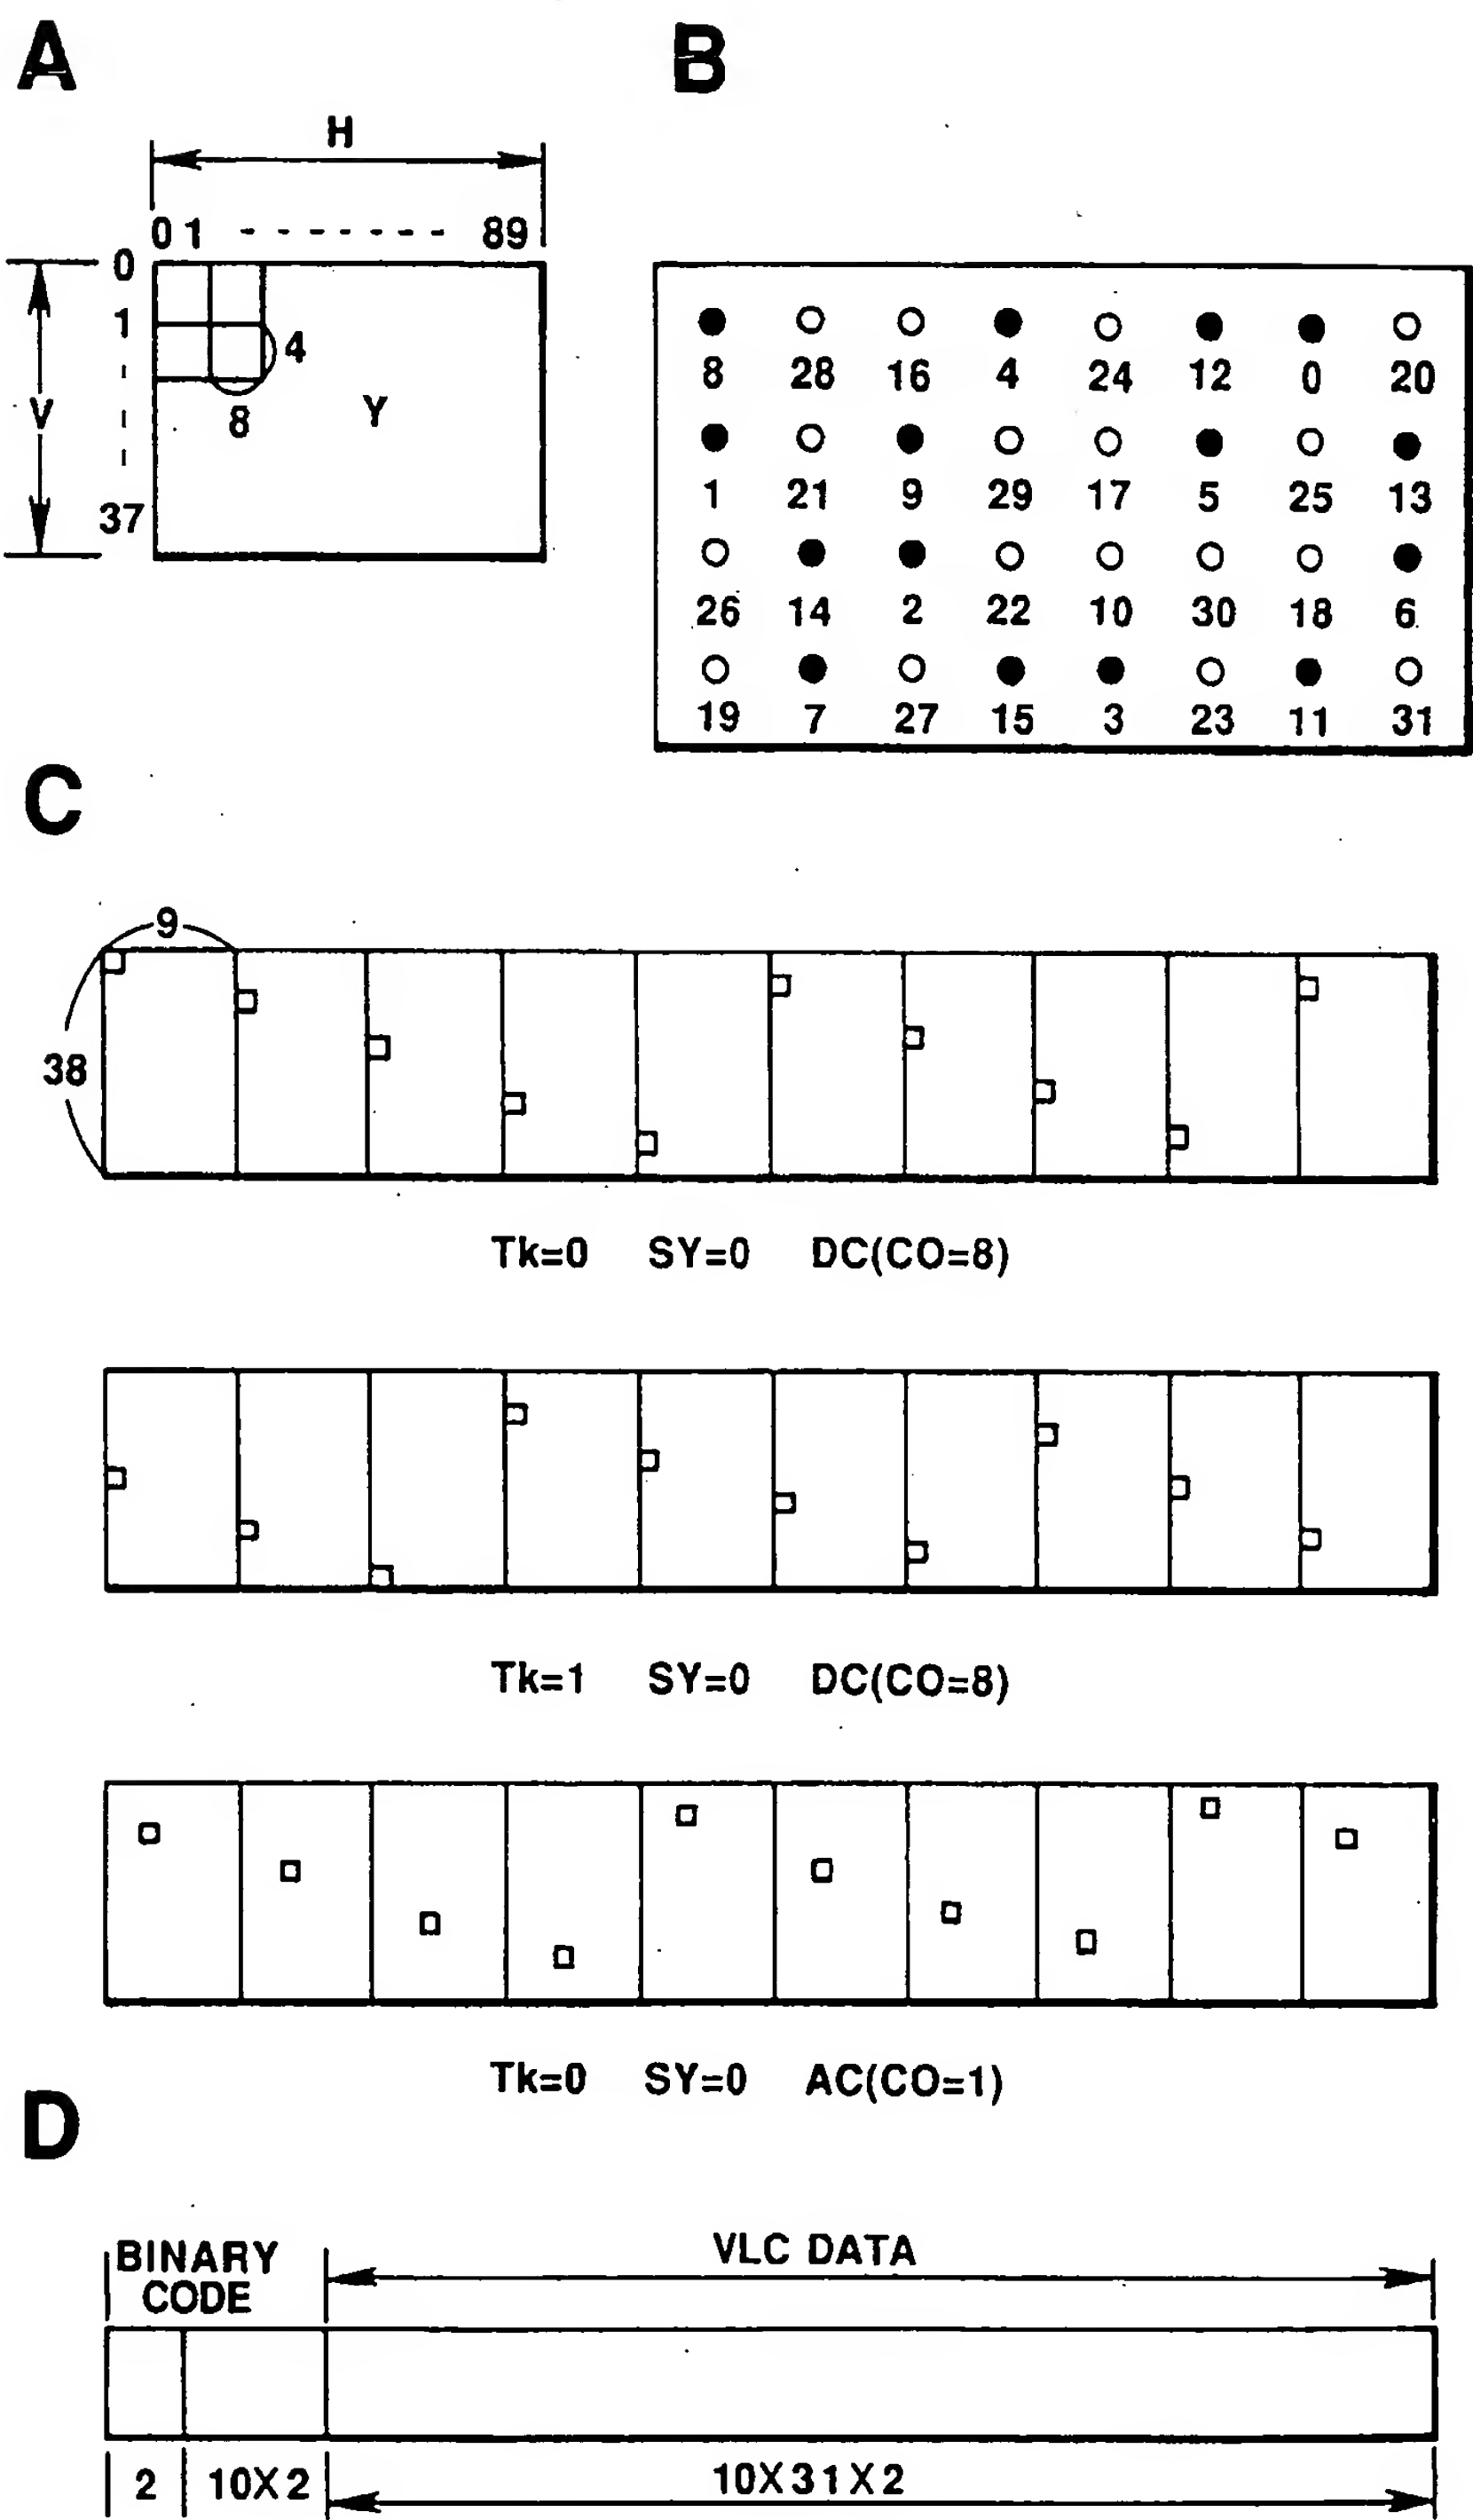 A B
H
0 1 - - - - - - - 89
0
1
4
8
V
Y
37
8 28 16 4 24 12 0 20
1 21 9 29 17 5 25 13
26 14 2 22 10 30 18 6
19 7 27 15 3 23 11 31
C
9
38
Tk=0 SY=0 DC(CO=8)
Tk=1 SY=0 DC(CO=8)
Tk=0 SY=0 AC(CO=1)
D
BINARY
CODE
VLC DATA
2 10X2 10X31X2